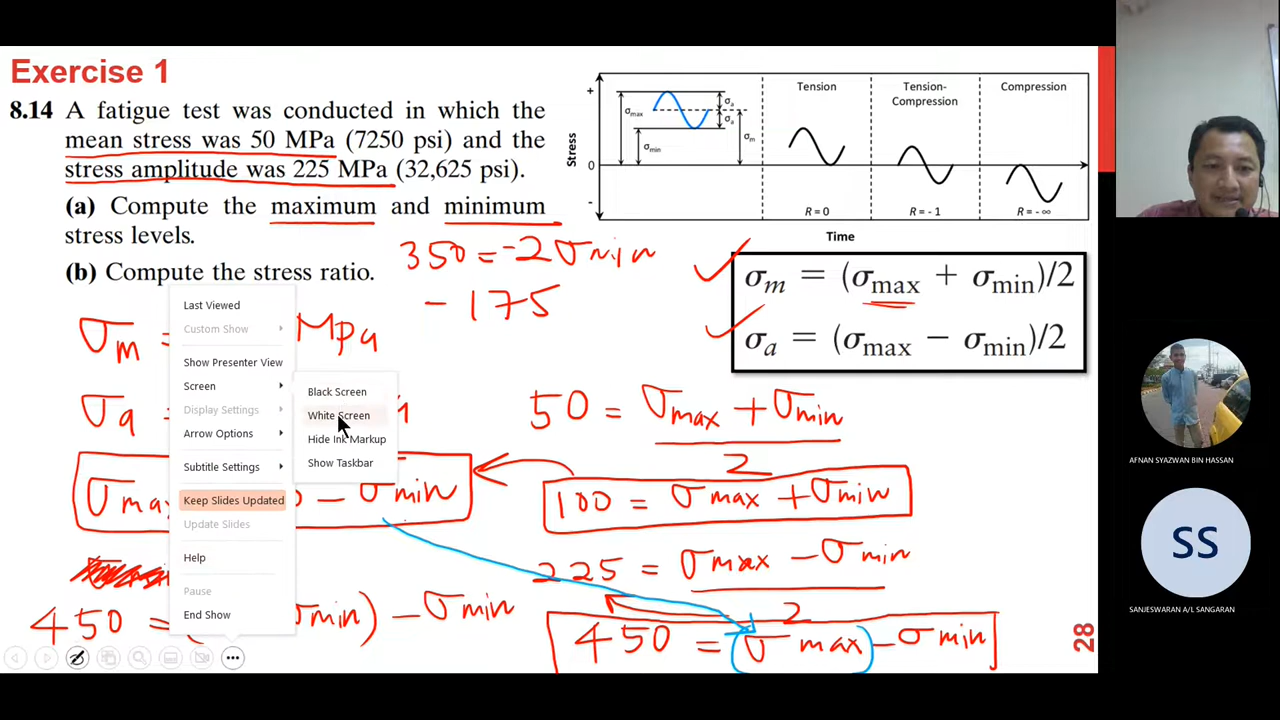 Exercise 1
8.14 A fatigue test was conducted in which the
mean stress was 50 MPa (7250 psi) and the
stress amplitude was 225 MPa (32,625 psi).
(a) Compute the maximum and minimum
stress levels.
(b) Compute the stress ratio.
Stress
+
0
-
σmax
σmin
σa
σa
σm
Tension
Tension-
Compression
Compression
R = 0
R = - 1
R = - ∞
Time
σm = (σmax + σmin)/2
σa = (σmax − σmin)/2
350 = -2σmin
-175
σm = MPa
σa =
σmax - σmin
450 = σmin) - σmin
50 = σmax + σmin
2
100 = σmax + σmin
225 = σmax - σmin
2
450 = σmax - σmin
Last Viewed
Custom Show
Show Presenter View
Screen
Display Settings
Arrow Options
Subtitle Settings
Keep Slides Updated
Update Slides
Help
Pause
End Show
Black Screen
White Screen
Hide Ink Markup
Show Taskbar
28
AFNAN SYAZWAN BIN HASSAN
SS
SANJESWARAN A/L SANGARAN